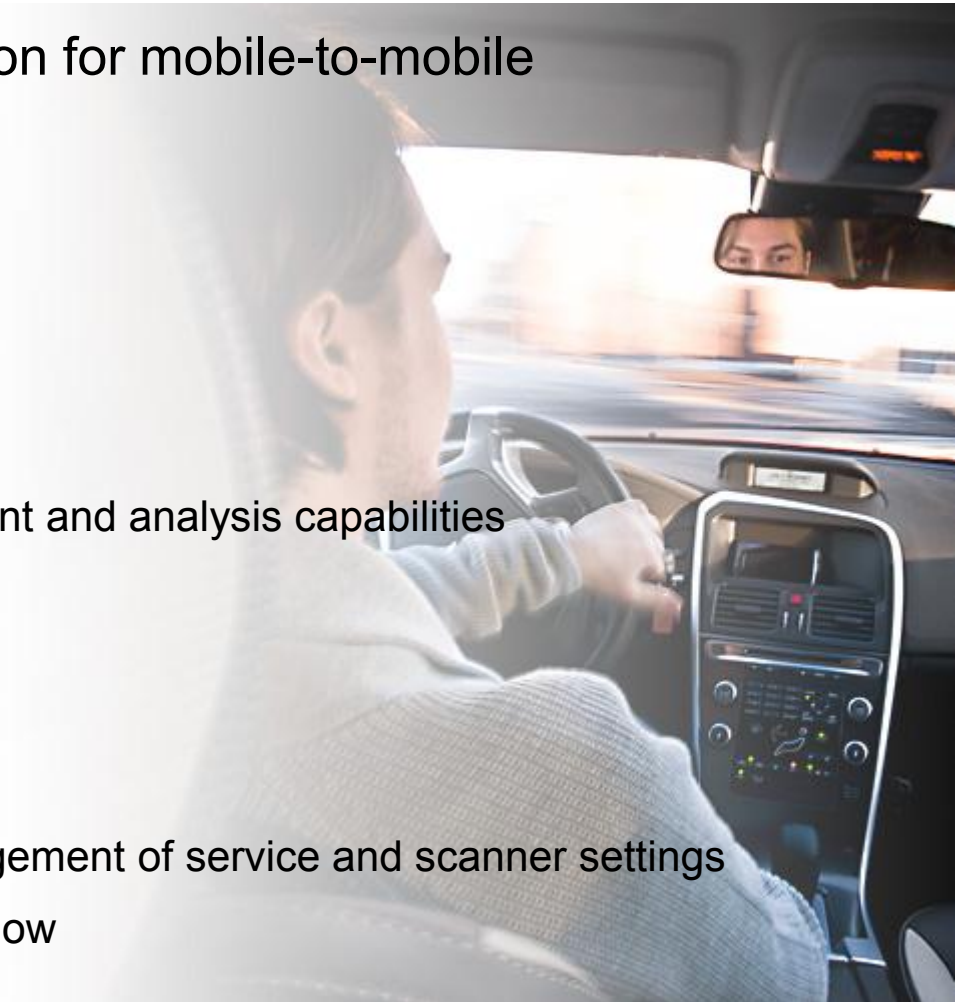 on for mobile-to-mobile
nt and analysis capabilities
gement of service and scanner settings
ow